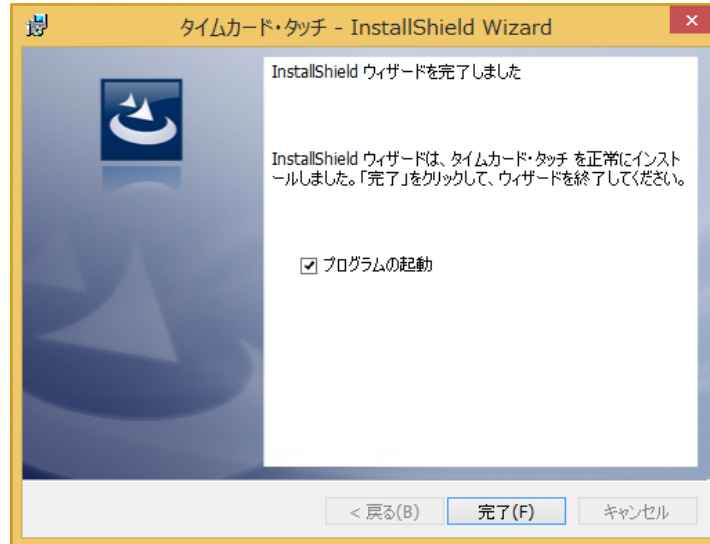 タイムカード・タッチ - InstallShield Wizard
InstallShield ウィザードを完了しました
InstallShield ウィザードは、タイムカード・タッチ を正常にインスト
ールしました。「完了」をクリックして、ウィザードを終了してください。
プログラムの起動
< 戻る(B)
完了(F)
キャンセル